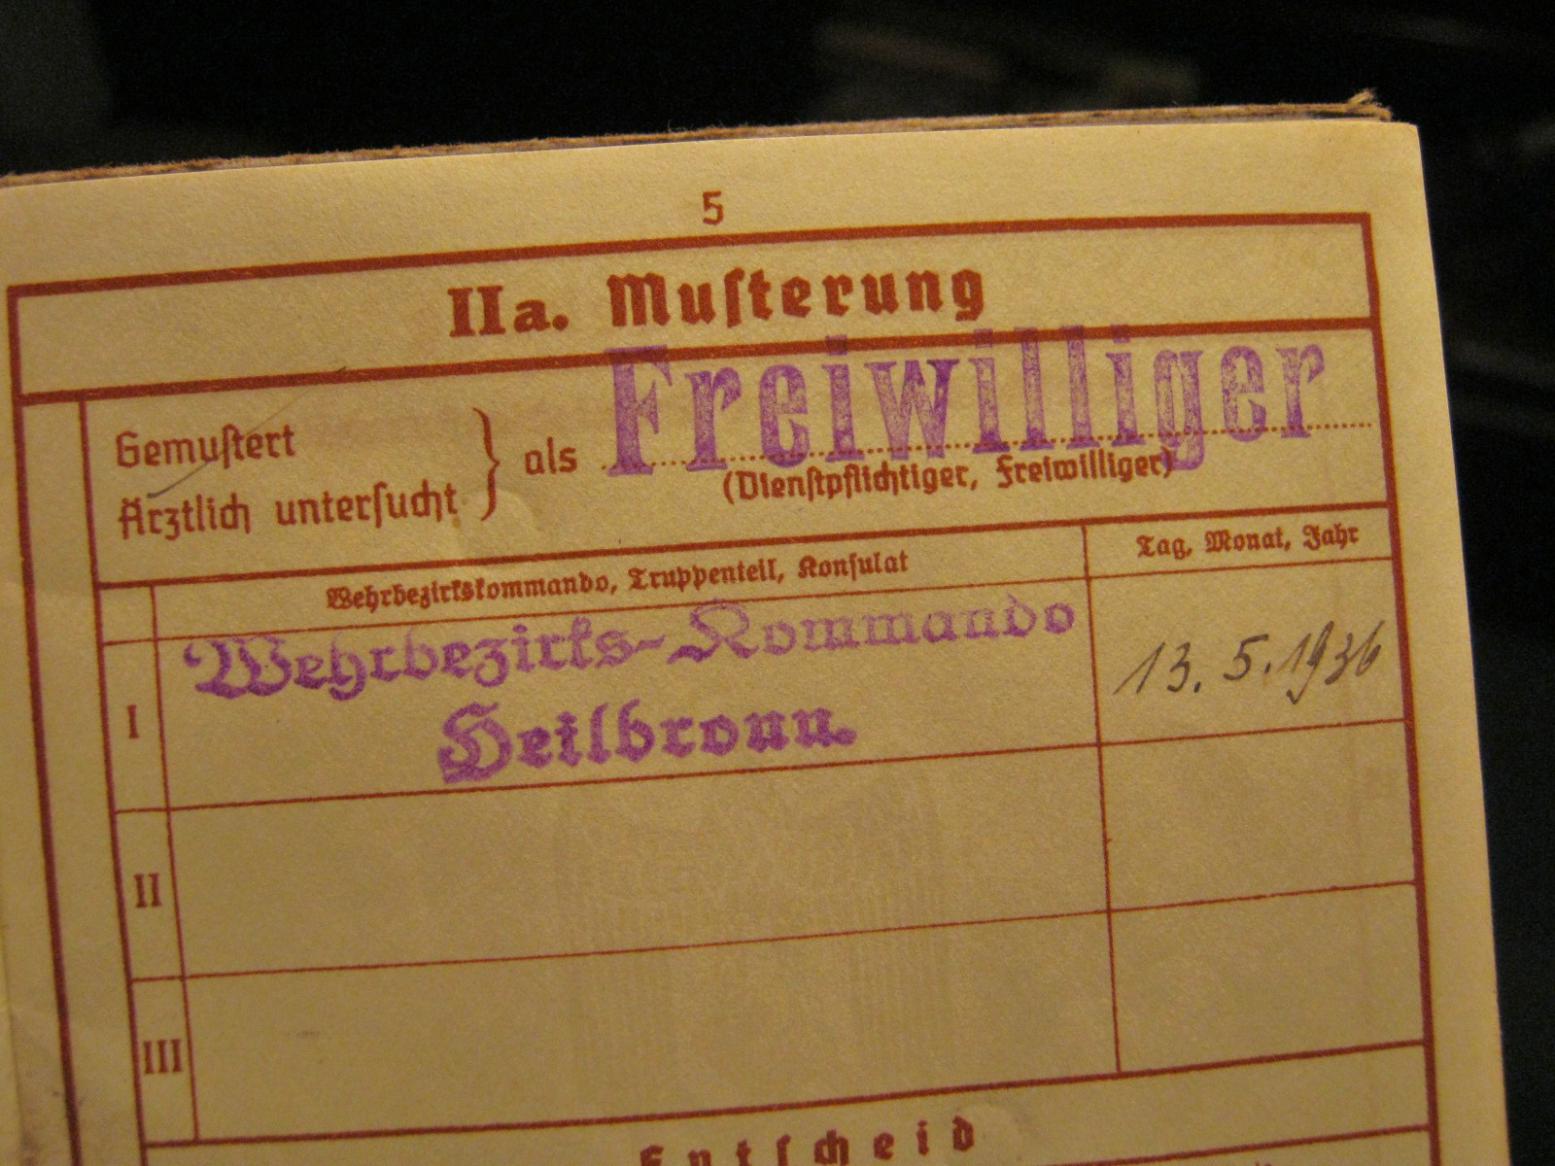 5
IIa. Musterung
Gemustert
Ärztlich untersucht } als Freiwilliger
(Dienstpflichtiger, Freiwilliger)
Wehrbezirkskommando, Truppenteil, Konsulat Tag, Monat, Jahr
I Wehrbezirks-Kommando Heilbronn. 13. 5. 1936
II
III
Entscheid